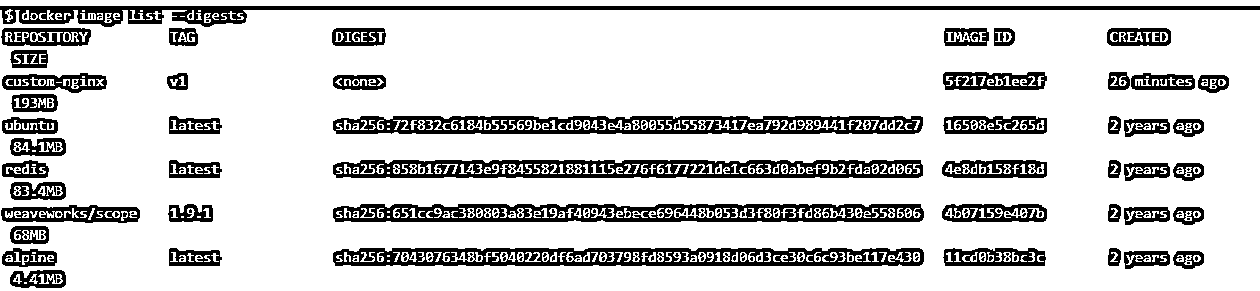 $ docker image list --digests
REPOSITORY TAG DIGEST IMAGE ID CREATED
SIZE
custom-nginx v1 <none> 5f217eb1ee2f 26 minutes ago
193MB
ubuntu latest sha256:72f832c6184b55569be1cd9043e4a80055d55873417ea792d989441f207dd2c7 16508e5c265d 2 years ago
84.1MB
redis latest sha256:858b1677143e9f8455821881115e276f6177221de1c663d0abef9b2fda02d065 4e8db158f18d 2 years ago
83.4MB
weaveworks/scope 1.9.1 sha256:651cc9ac380803a83e19af40943ebece696448b053d3f80f3fd86b430e558606 4b07159e407b 2 years ago
68MB
alpine latest sha256:7043076348bf5040220df6ad703798fd8593a0918d06d3ce30c6c93be117e430 11cd0b38bc3c 2 years ago
4.41MB